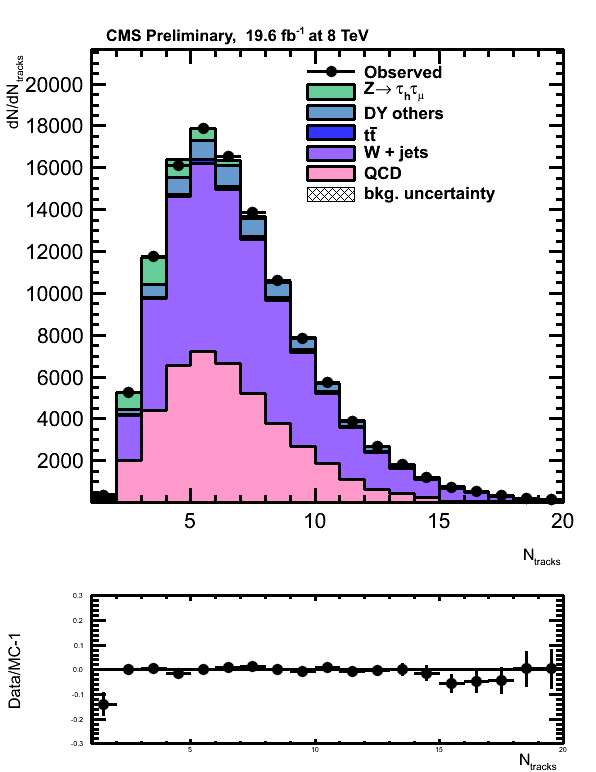 CMS Preliminary, 19.6 fb⁻¹ at 8 TeV
dN/dN_tracks
Observed
Z→ τ_h τ_μ
DY others
tt̄
W + jets
QCD
bkg. uncertainty
20000
18000
16000
14000
12000
10000
8000
6000
4000
2000
5 10 15 20
N_tracks
Data/MC-1
0.3
0.2
0.1
0.0
-0.1
-0.2
-0.3
5 10 15 20
N_tracks